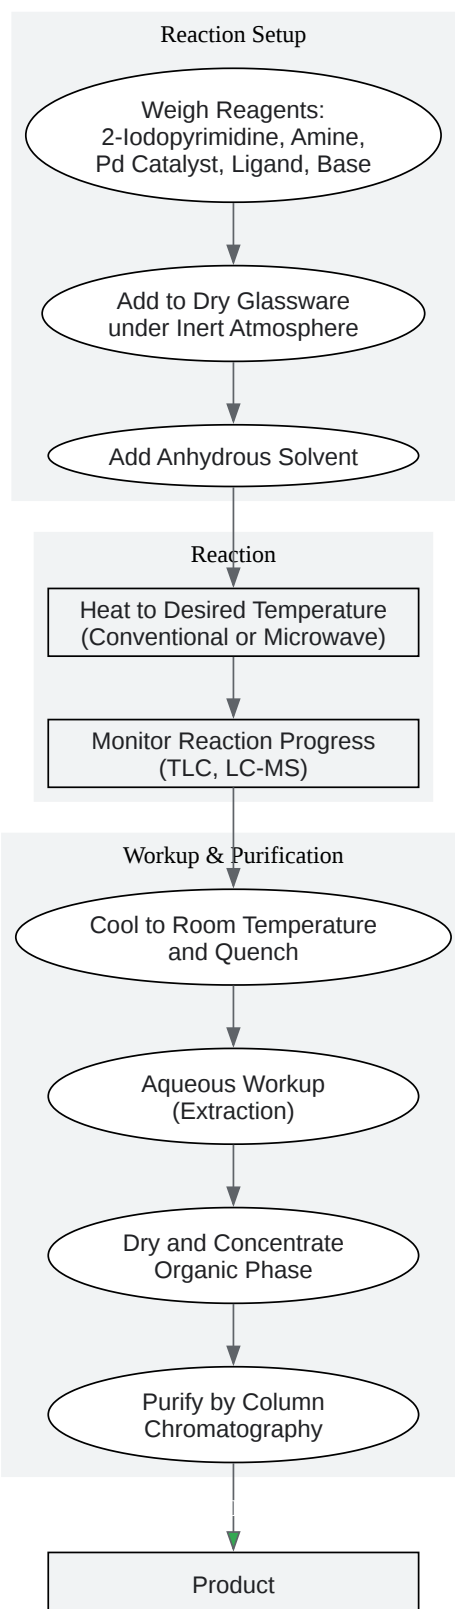 Reaction Setup
Weigh Reagents:
2-Iodopyrimidine, Amine,
Pd Catalyst, Ligand, Base
Add to Dry Glassware
under Inert Atmosphere
Add Anhydrous Solvent
Reaction
Heat to Desired Temperature
(Conventional or Microwave)
Monitor Reaction Progress
(TLC, LC-MS)
Workup & Purification
Cool to Room Temperature
and Quench
Aqueous Workup
(Extraction)
Dry and Concentrate
Organic Phase
Purify by Column
Chromatography
Product